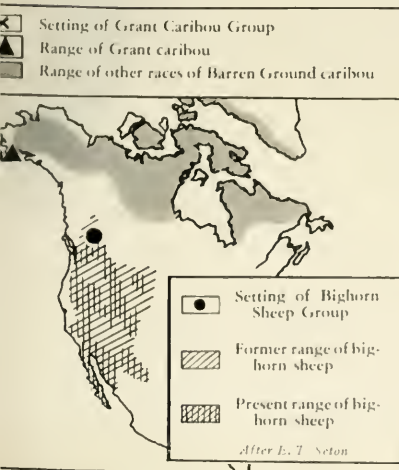 Setting of Grant Caribou Group
Range of Grant caribou
Range of other races of Barren Ground caribou
Setting of Bighorn
Sheep Group
Former range of big-
horn sheep
Present range of big-
horn sheep
After E. T. Seton